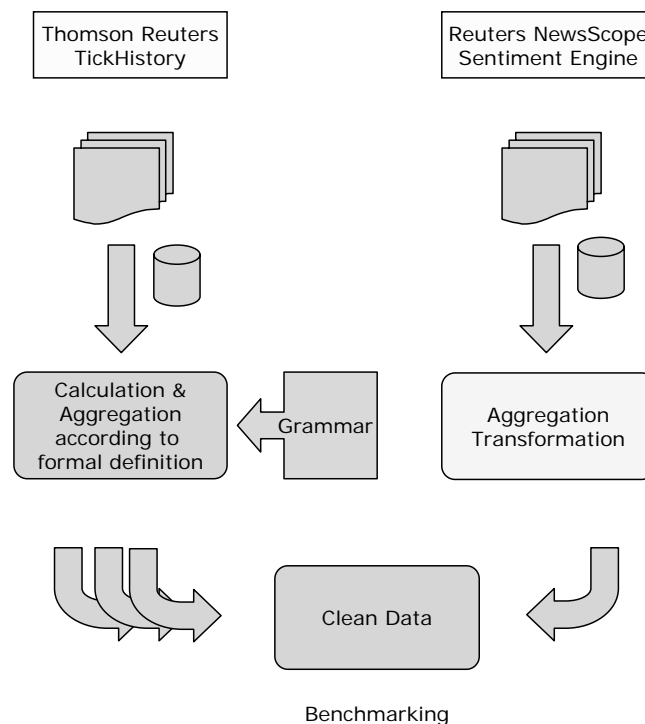 Thomson Reuters
TickHistory
Reuters NewsScope
Sentiment Engine
Calculation &
Aggregation
according to
formal definition
Grammar
Aggregation
Transformation
Clean Data
Benchmarking